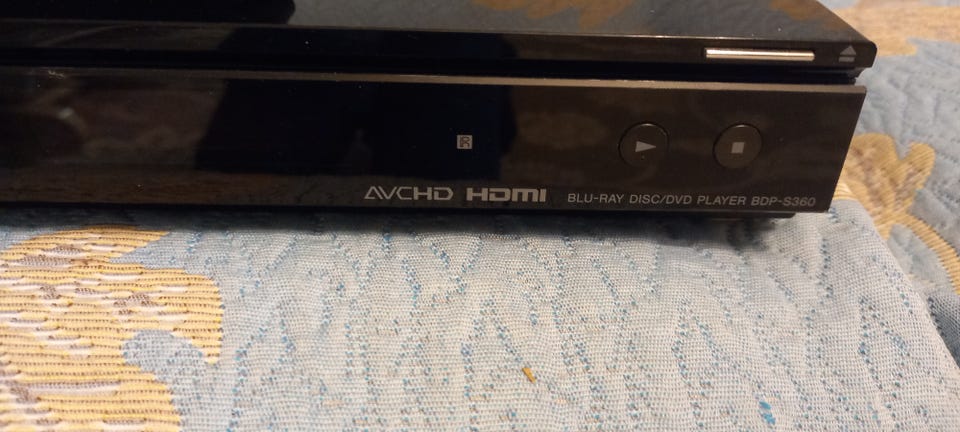 AVCHD HDMI BLU-RAY DISC/DVD PLAYER BDP-S360